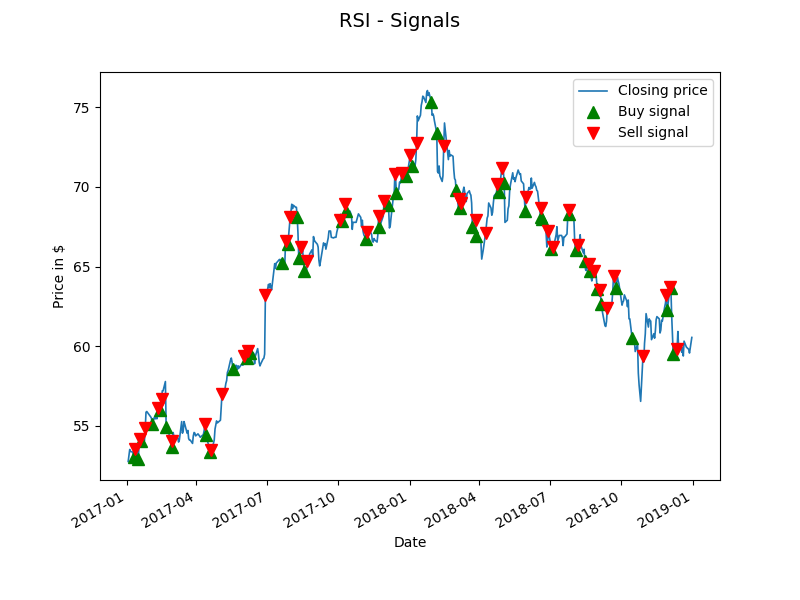 RSI - Signals
Closing price
Buy signal
Sell signal
Price in $
75
70
65
60
55
2017-01
2017-04
2017-07
2017-10
2018-01
2018-04
2018-07
2018-10
2019-01
Date